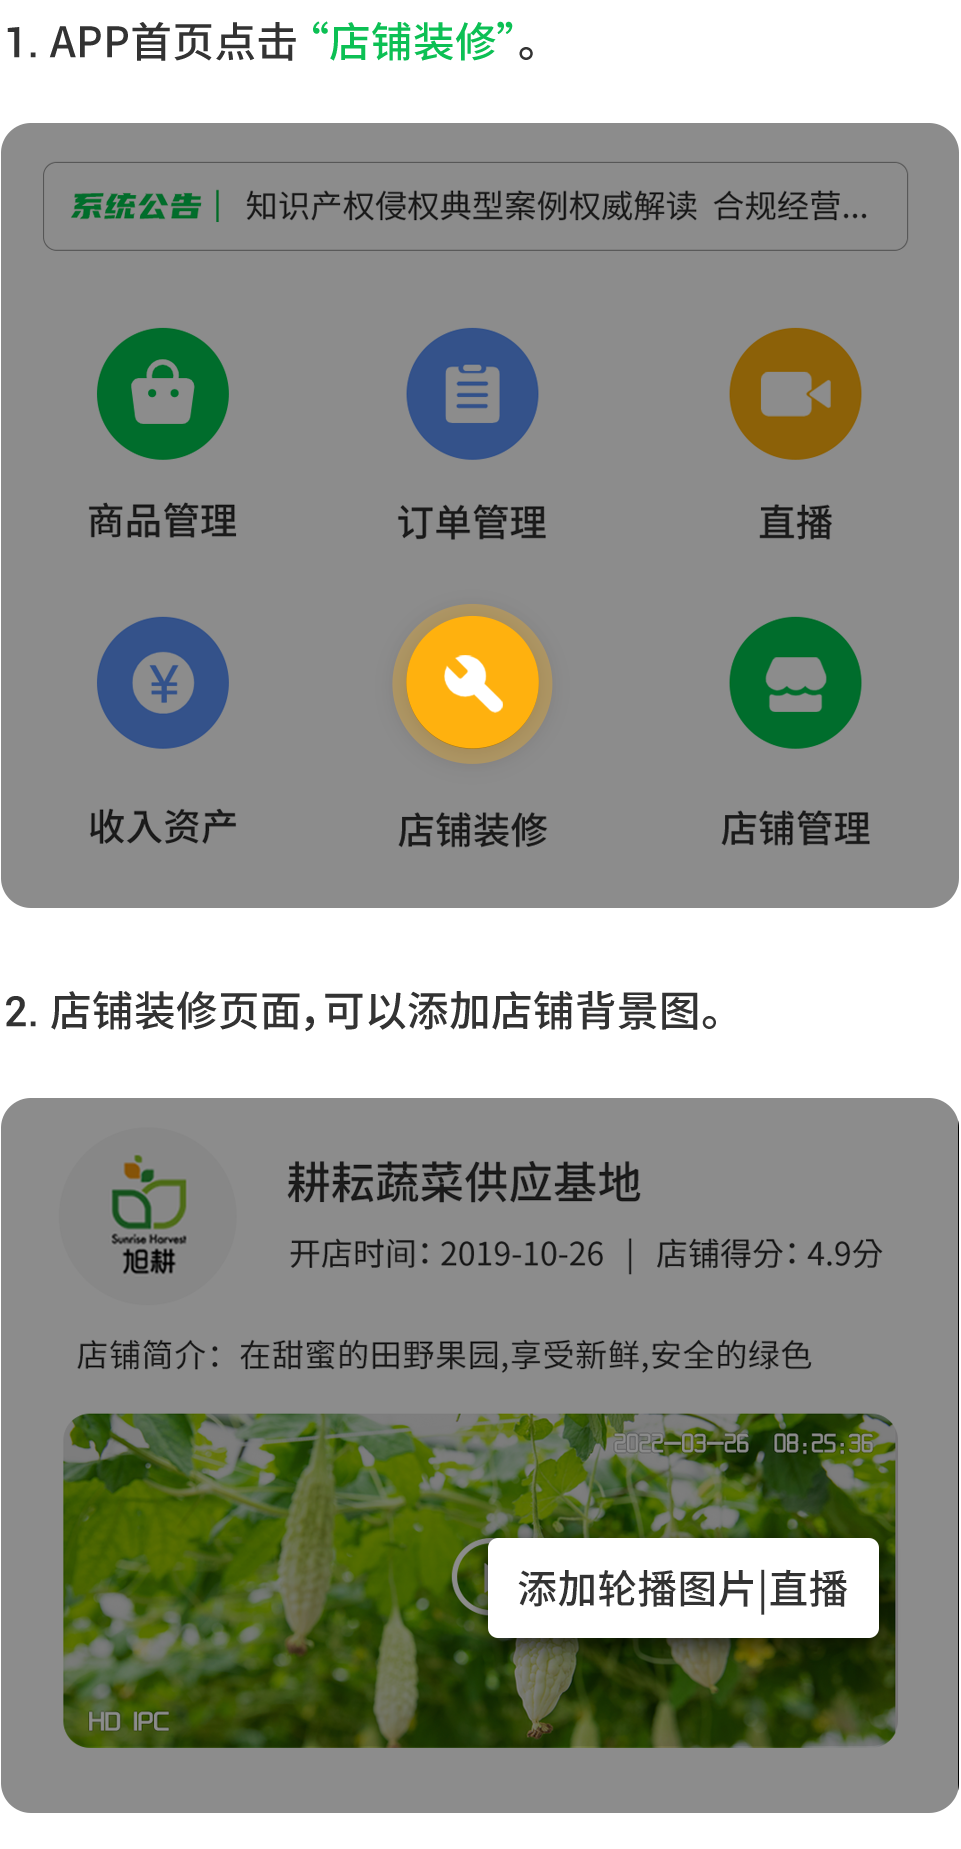 1. APP首页点击 “店铺装修”。
系统公告 | 知识产权侵权典型案例权威解读 合规经营...
商品管理 订单管理 直播
¥
收入资产 店铺装修 店铺管理
2. 店铺装修页面,可以添加店铺背景图。
Sunrise Harvest
旭耕
耕耘蔬菜供应基地
开店时间：2019-10-26 | 店铺得分：4.9分
店铺简介：在甜蜜的田野果园,享受新鲜,安全的绿色
2022-03-26 08:25:36
添加轮播图片|直播
HD IPC